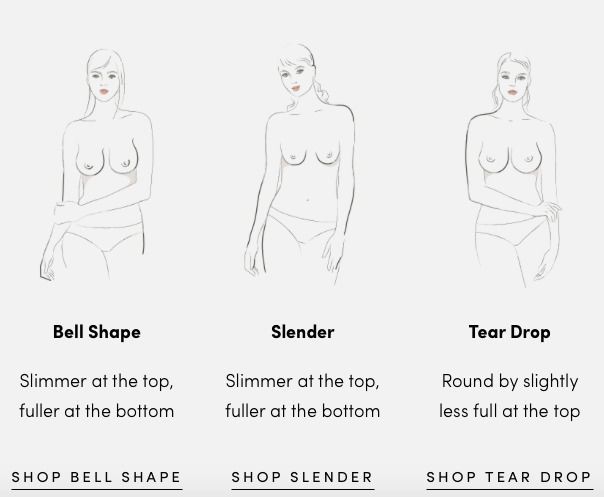 Bell Shape
Slender
Tear Drop
Slimmer at the top,
fuller at the bottom
Slimmer at the top,
fuller at the bottom
Round by slightly
less full at the top
SHOP BELL SHAPE
SHOP SLENDER
SHOP TEAR DROP